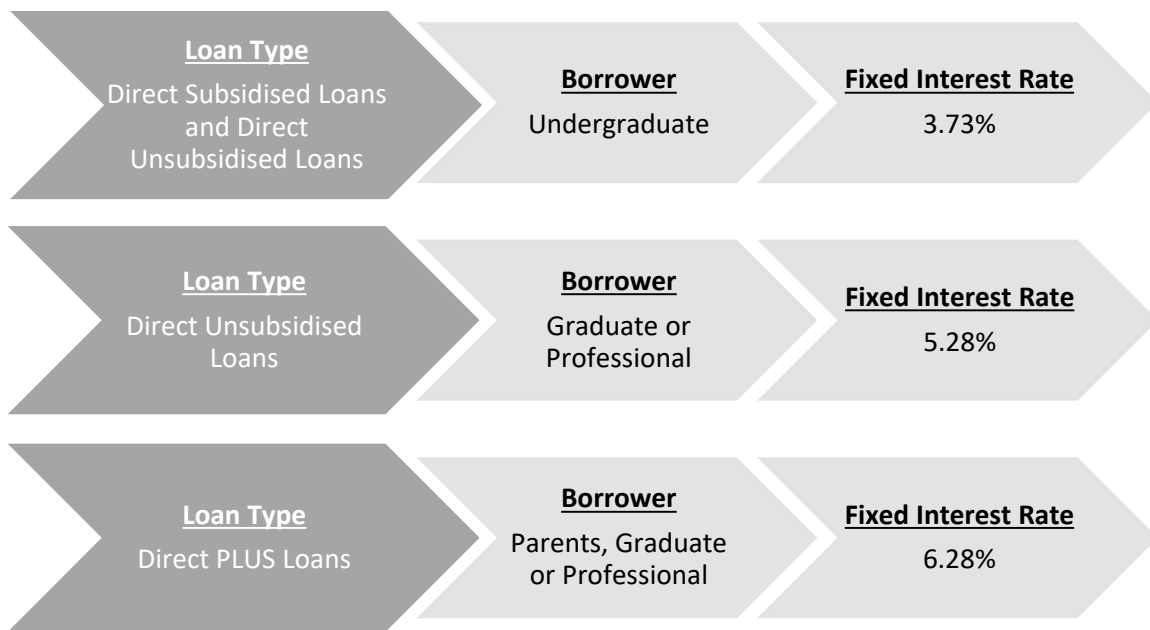 Loan Type
Direct Subsidised Loans
and Direct
Unsubsidised Loans
Borrower
Undergraduate
Fixed Interest Rate
3.73%
Loan Type
Direct Unsubsidised
Loans
Borrower
Graduate or
Professional
Fixed Interest Rate
5.28%
Loan Type
Direct PLUS Loans
Borrower
Parents, Graduate
or Professional
Fixed Interest Rate
6.28%